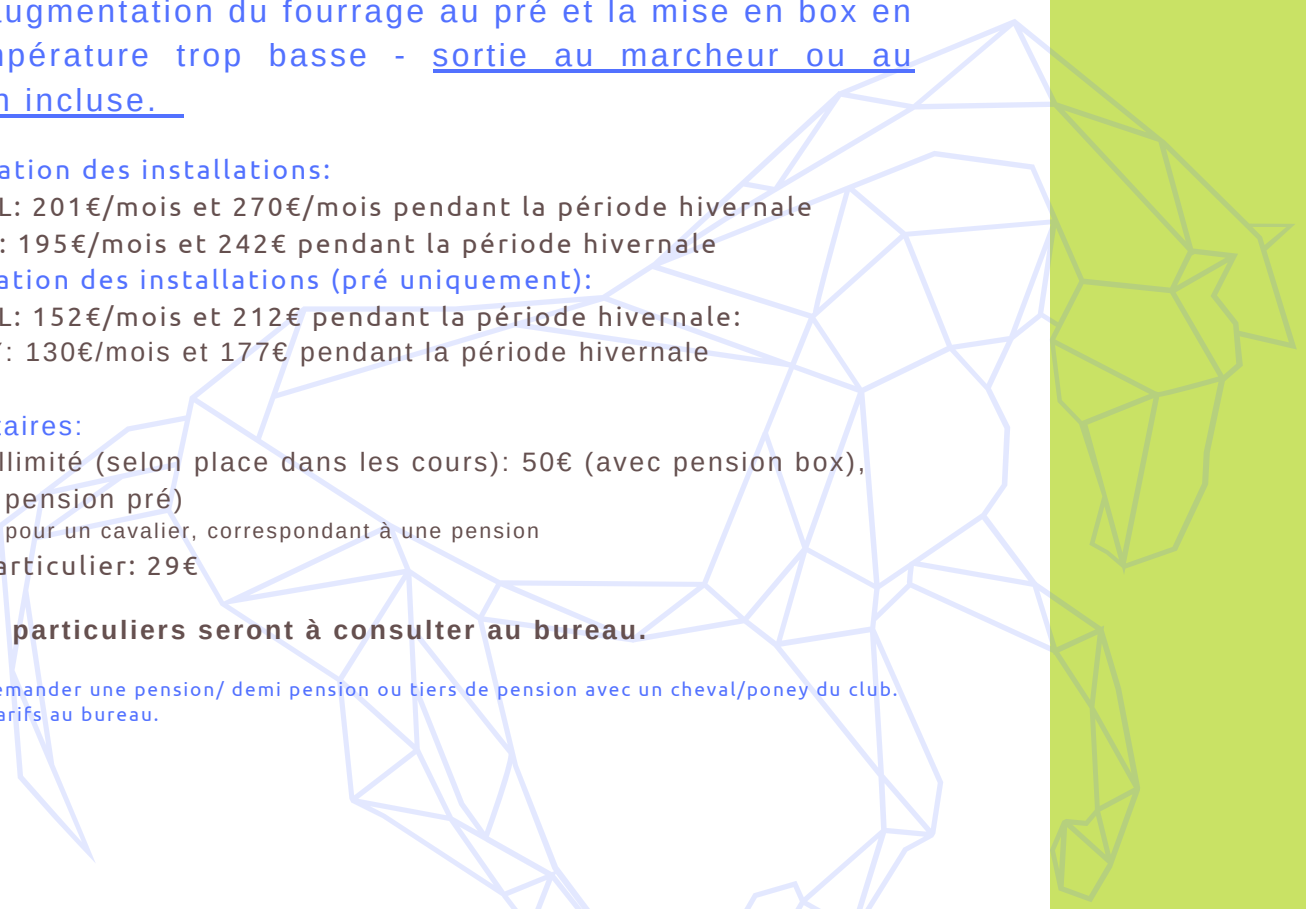 augmentation du fourrage au pré et la mise en box en
mpérature trop basse - sortie au marcheur ou au
n incluse.
ation des installations:
L: 201€/mois et 270€/mois pendant la période hivernale
: 195€/mois et 242€ pendant la période hivernale
ation des installations (pré uniquement):
L: 152€/mois et 212€ pendant la période hivernale:
: 130€/mois et 177€ pendant la période hivernale
taires:
llimité (selon place dans les cours): 50€ (avec pension box),
pension pré)
pour un cavalier, correspondant à une pension
articulier: 29€
particuliers seront à consulter au bureau.
emander une pension/ demi pension ou tiers de pension avec un cheval/poney du club.
arifs au bureau.